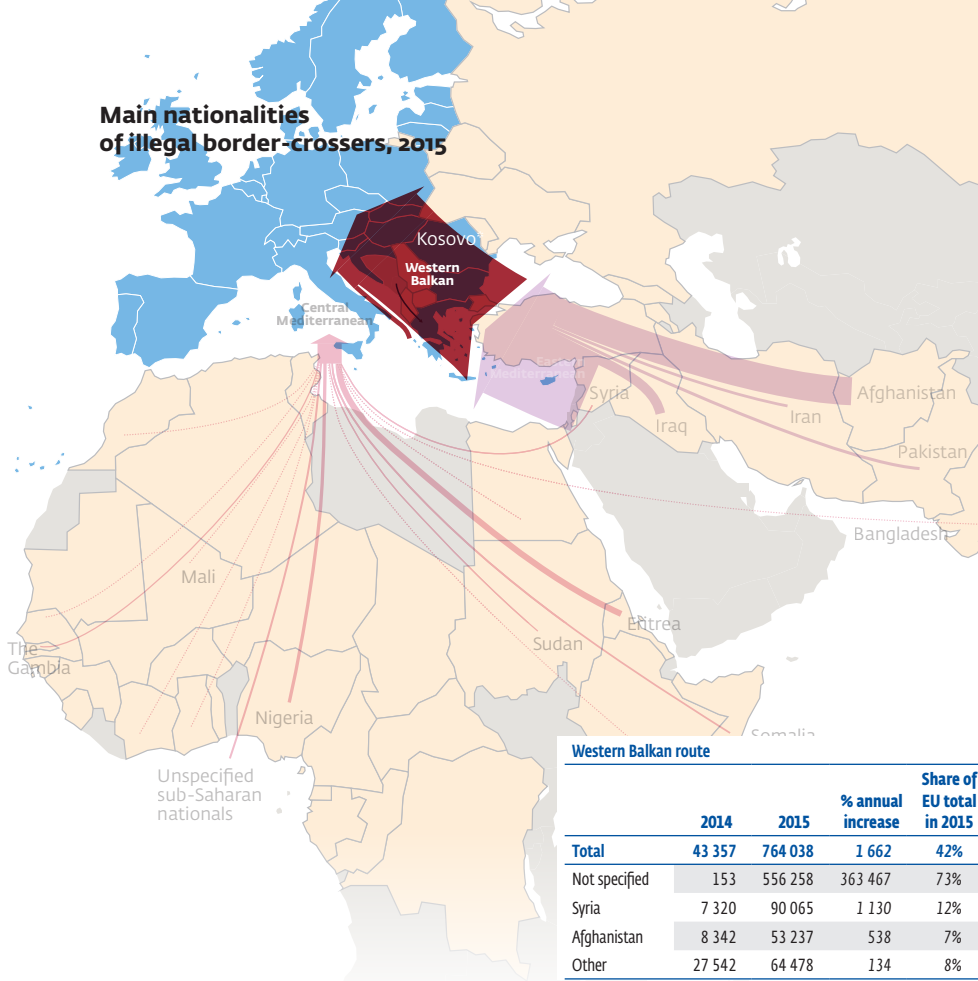 Main nationalities
of illegal border-crossers, 2015
Kosovo
Western
Balkan
Central
Mediterranean
Eastern
Mediterranean
Syria
Afghanistan
Iran
Iraq
Pakistan
Bangladesh
Mali
Eritrea
Sudan
The
Gambia
Nigeria
Somalia
Unspecified
sub-Saharan
nationals
Western Balkan route
2014 2015 % annual increase Share of EU total in 2015
Total 43 357 764 038 1 662 42%
Not specified 153 556 258 363 467 73%
Syria 7 320 90 065 1 130 12%
Afghanistan 8 342 53 237 538 7%
Other 27 542 64 478 134 8%